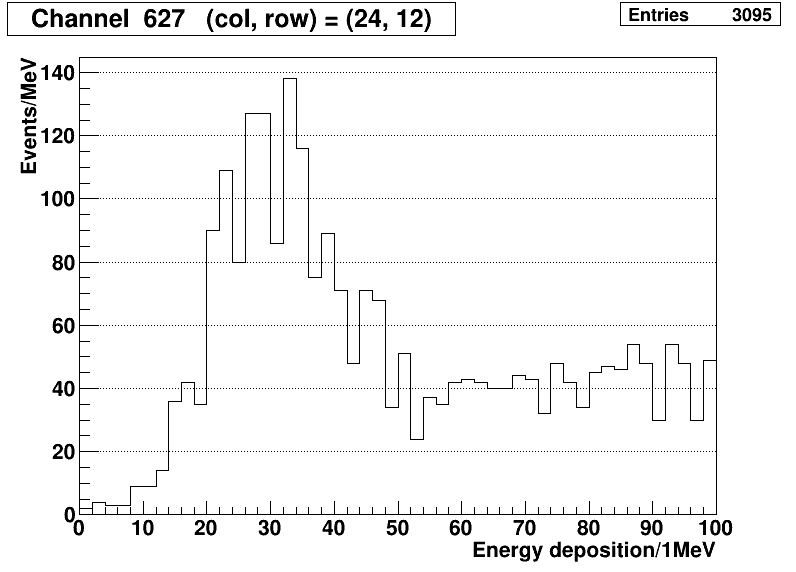 Channel 627 (col, row) = (24, 12)
Entries 3095
Events/MeV
140
120
100
80
60
40
20
0
0 10 20 30 40 50 60 70 80 90 100
Energy deposition/1MeV